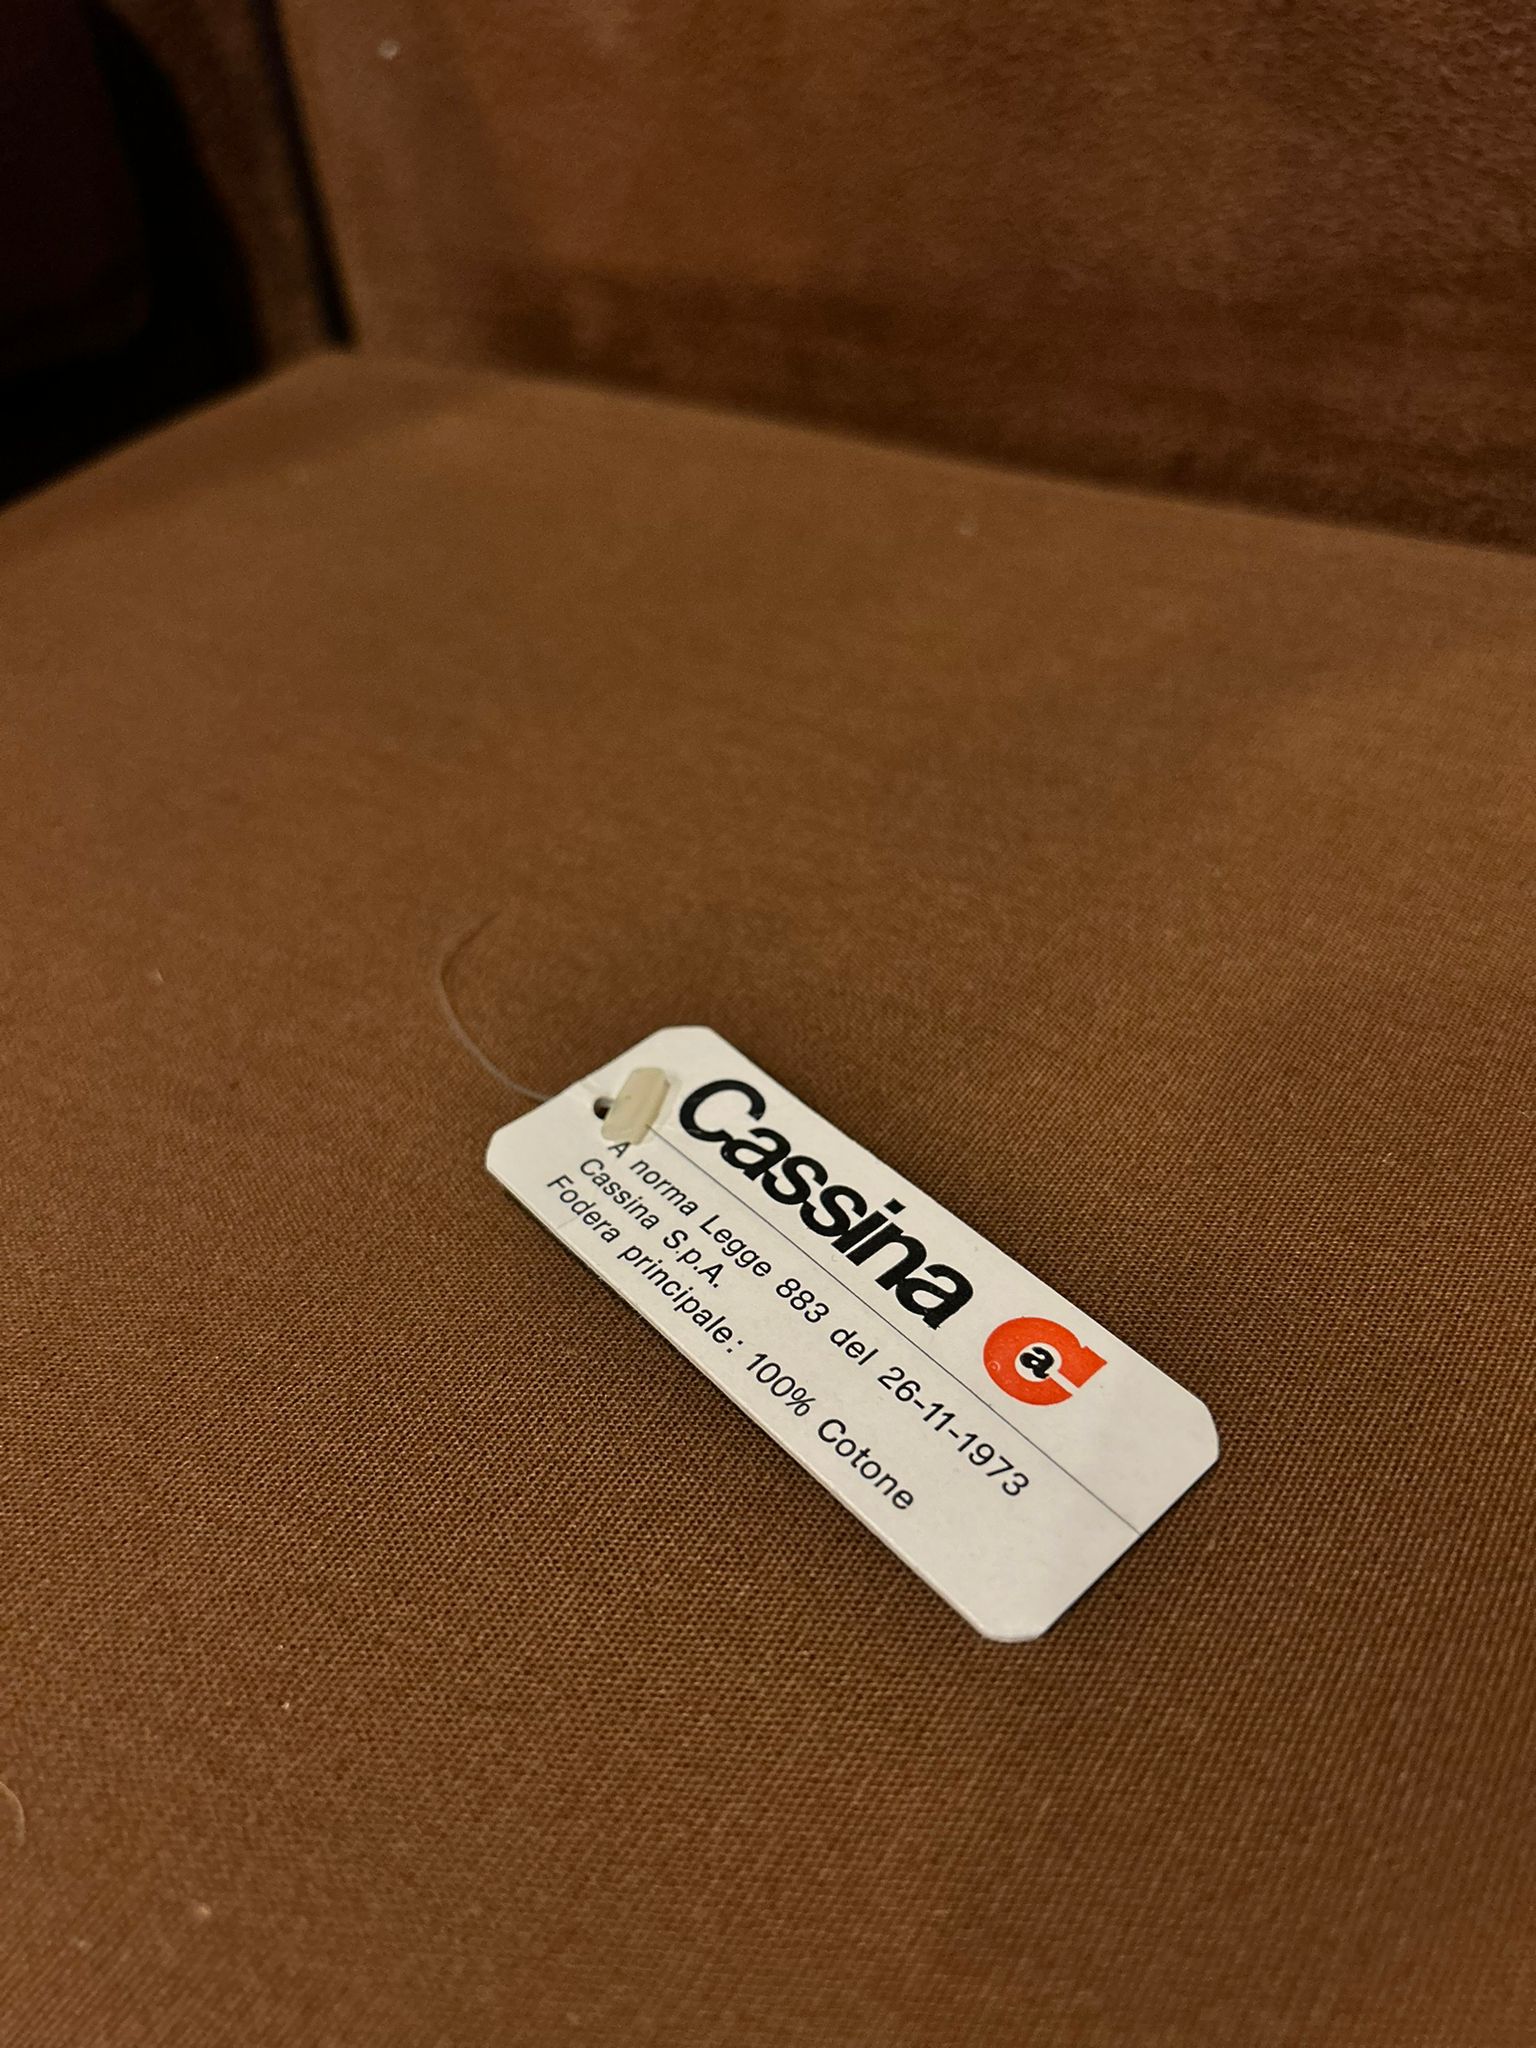 Cassina
a
A norma Legge 883 del 26-11-1973
Cassina S.p.A.
Fodera principale: 100% Cotone